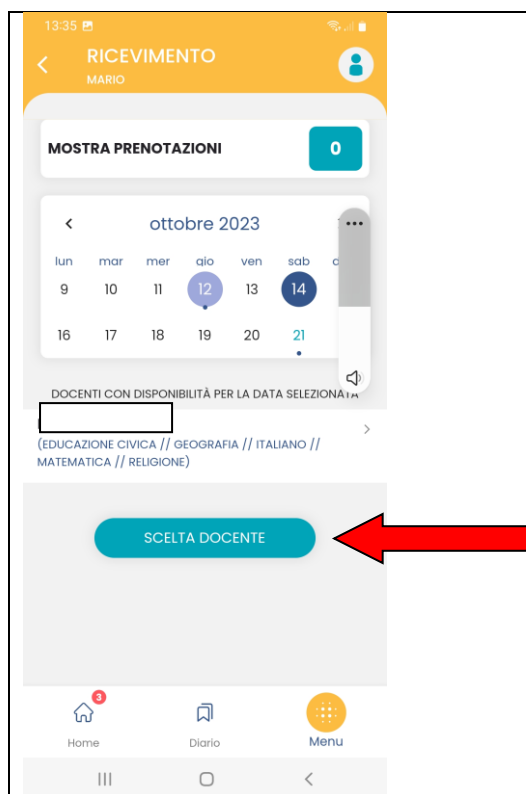 13:35
RICEVIMENTO
MARIO
MOSTRA PRENOTAZIONI 0
ottobre 2023
lun mar mer gio ven sab
9 10 11 12 13 14
16 17 18 19 20 21
DOCENTI CON DISPONIBILITÀ PER LA DATA SELEZIONATA
(EDUCAZIONE CIVICA // GEOGRAFIA // ITALIANO //
MATEMATICA // RELIGIONE)
SCELTA DOCENTE
3
Home Diario Menu